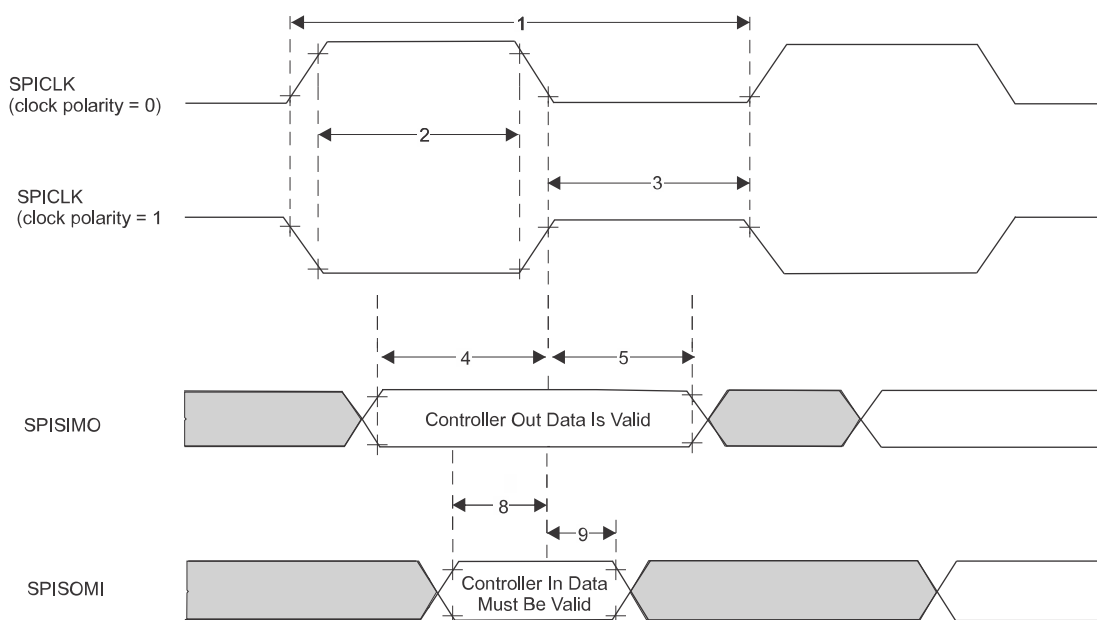 1
SPICLK
(clock polarity = 0)
2
3
SPICLK
(clock polarity = 1
4
5
SPISIMO
Controller Out Data Is Valid
8
9
SPISOMI
Controller In Data
Must Be Valid